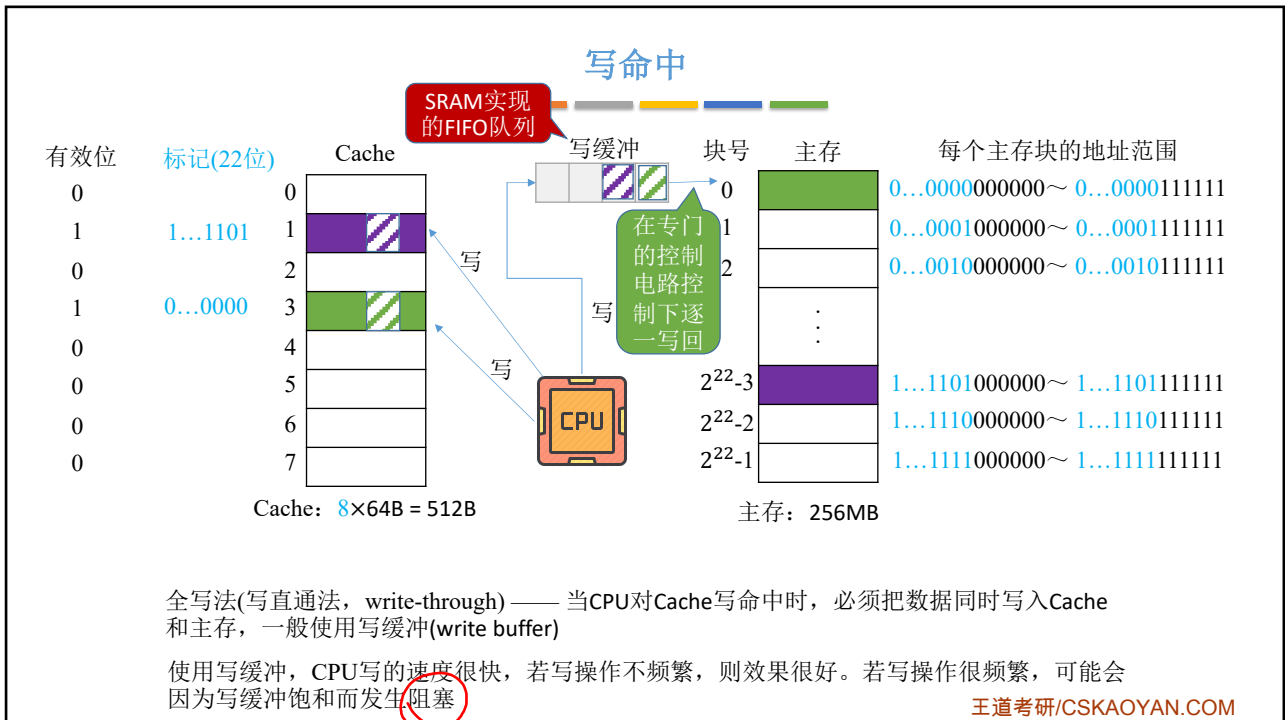 写命中
SRAM实现
的FIFO队列
有效位 标记(22位) Cache 写缓冲 块号 主存 每个主存块的地址范围
0 0 0 0…0000000000～ 0…0000111111
1 1…1101 1 1 0…0001000000～ 0…0001111111
0 2 2 0…0010000000～ 0…0010111111
1 0…0000 3
0 4
0 5 2²²-3 1…1101000000～ 1…1101111111
0 6 2²²-2 1…1110000000～ 1…1110111111
0 7 2²²-1 1…1111000000～ 1…1111111111
在专门
的控制
电路控
制下逐
一写回
写
写
写
CPU
Cache：8×64B = 512B 主存：256MB
全写法(写直通法，write-through) —— 当CPU对Cache写命中时，必须把数据同时写入Cache
和主存，一般使用写缓冲(write buffer)
使用写缓冲，CPU写的速度很快，若写操作不频繁，则效果很好。若写操作很频繁，可能会
因为写缓冲饱和而发生阻塞
王道考研/CSKAOYAN.COM